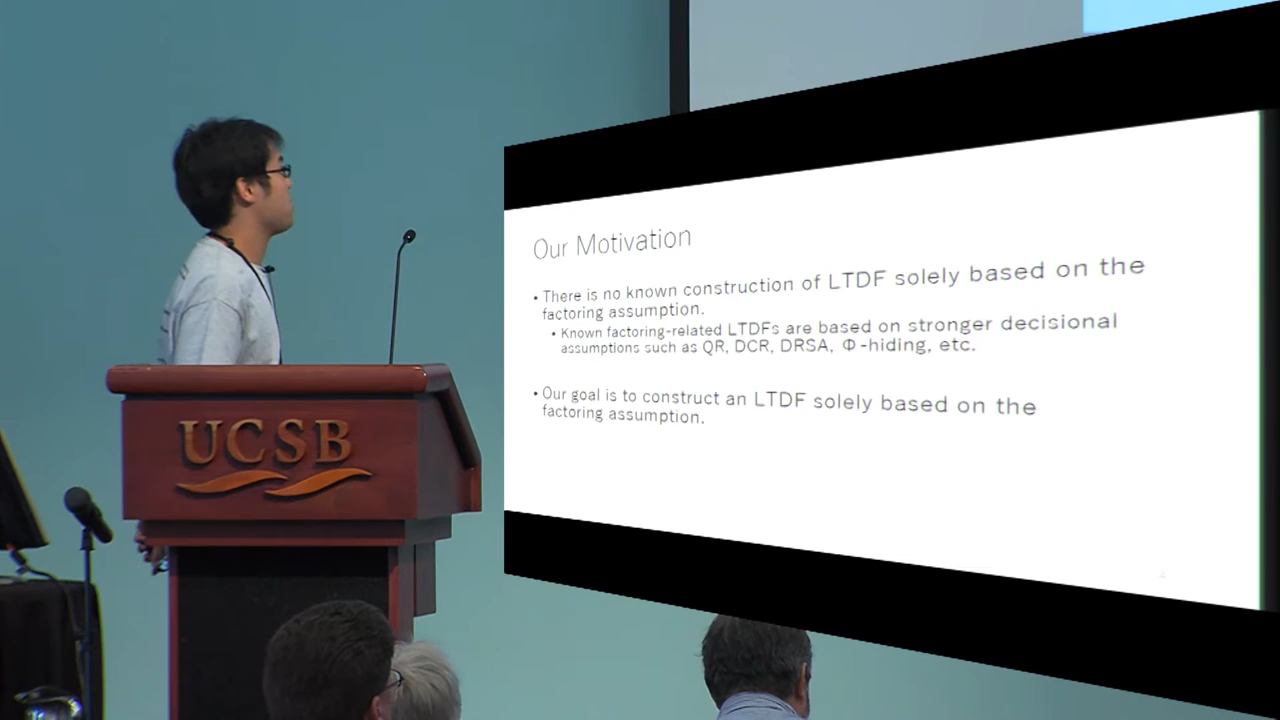 Our Motivation
• There is no known construction of LTDF solely based on the
factoring assumption.
• Known factoring-related LTDFs are based on stronger decisional
assumptions such as QR, DCR, DRSA, Φ-hiding, etc.
• Our goal is to construct an LTDF solely based on the
factoring assumption.
UCSB